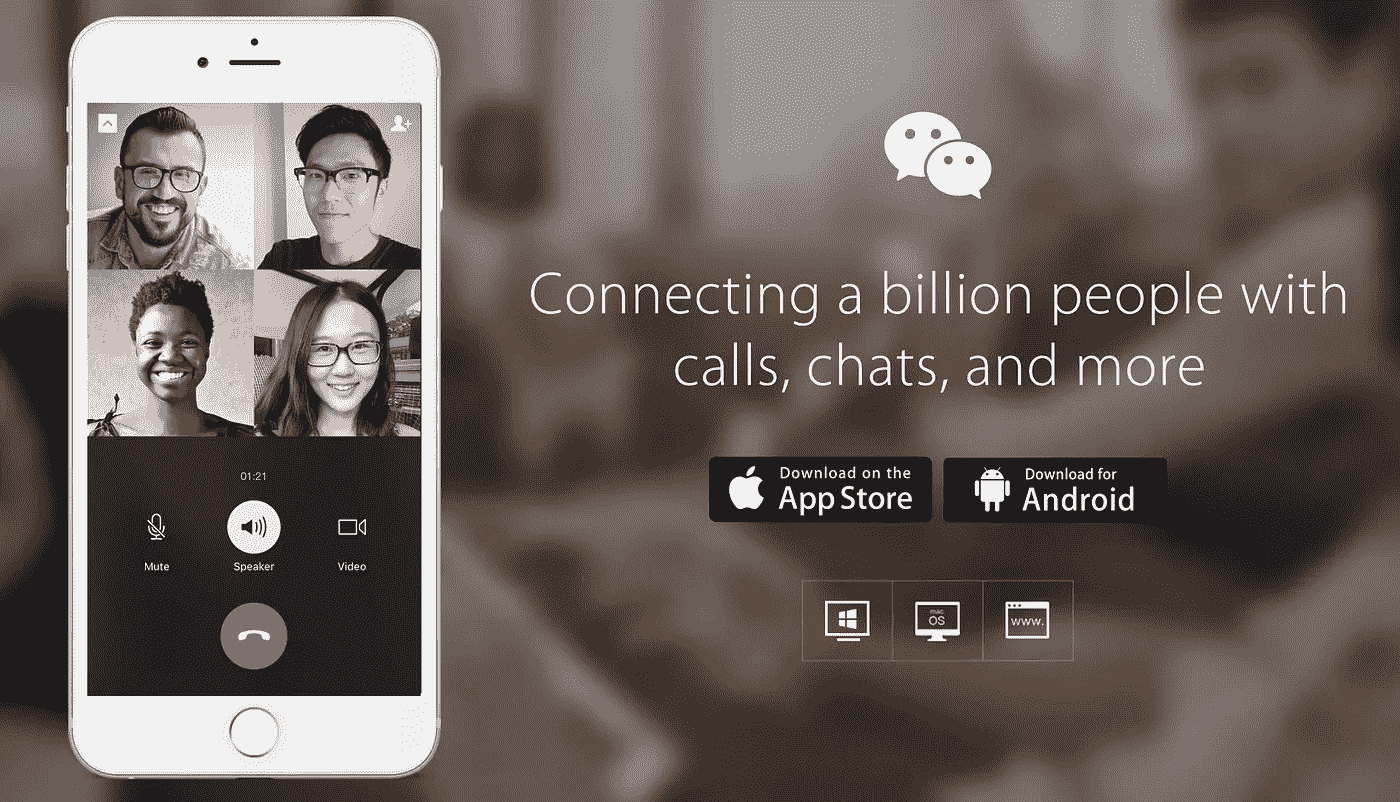 01:21
Mute
Speaker
Video
Connecting a billion people with
calls, chats, and more
Download on the
App Store
Download for
Android
mac
OS
www.